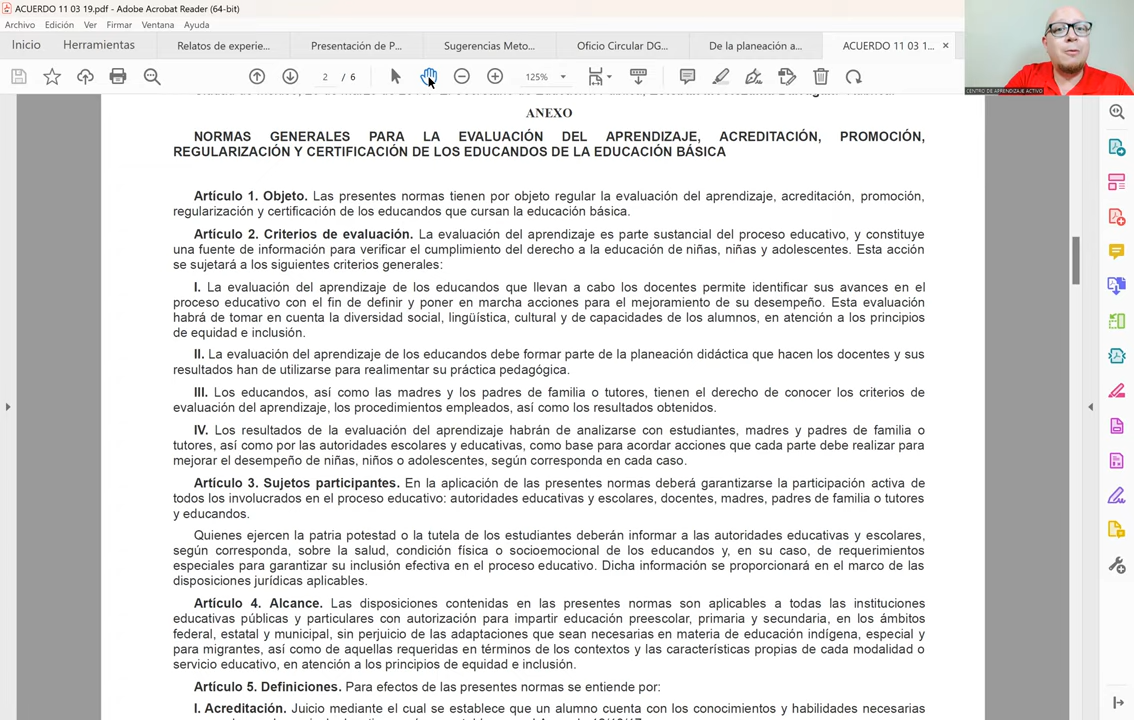 ACUERDO 11 03 19.pdf - Adobe Acrobat Reader (64-bit)
Archivo Edición Ver Firmar Ventana Ayuda
Inicio Herramientas Relatos de experie... Presentación de P... Sugerencias Meto... Oficio Circular DG... De la planeación a... ACUERDO 11 03 1... ×
2 / 6 125%
CENTRO DE APRENDIZAJE ACTIVO
ANEXO
NORMAS GENERALES PARA LA EVALUACIÓN DEL APRENDIZAJE, ACREDITACIÓN, PROMOCIÓN,
REGULARIZACIÓN Y CERTIFICACIÓN DE LOS EDUCANDOS DE LA EDUCACIÓN BÁSICA
Artículo 1. Objeto. Las presentes normas tienen por objeto regular la evaluación del aprendizaje, acreditación, promoción,
regularización y certificación de los educandos que cursan la educación básica.
Artículo 2. Criterios de evaluación. La evaluación del aprendizaje es parte sustancial del proceso educativo, y constituye
una fuente de información para verificar el cumplimiento del derecho a la educación de niñas, niñas y adolescentes. Esta acción
se sujetará a los siguientes criterios generales:
I. La evaluación del aprendizaje de los educandos que llevan a cabo los docentes permite identificar sus avances en el
proceso educativo con el fin de definir y poner en marcha acciones para el mejoramiento de su desempeño. Esta evaluación
habrá de tomar en cuenta la diversidad social, lingüística, cultural y de capacidades de los alumnos, en atención a los principios
de equidad e inclusión.
II. La evaluación del aprendizaje de los educandos debe formar parte de la planeación didáctica que hacen los docentes y sus
resultados han de utilizarse para realimentar su práctica pedagógica.
III. Los educandos, así como las madres y los padres de familia o tutores, tienen el derecho de conocer los criterios de
evaluación del aprendizaje, los procedimientos empleados, así como los resultados obtenidos.
IV. Los resultados de la evaluación del aprendizaje habrán de analizarse con estudiantes, madres y padres de familia o
tutores, así como por las autoridades escolares y educativas, como base para acordar acciones que cada parte debe realizar para
mejorar el desempeño de niñas, niños o adolescentes, según corresponda en cada caso.
Artículo 3. Sujetos participantes. En la aplicación de las presentes normas deberá garantizarse la participación activa de
todos los involucrados en el proceso educativo: autoridades educativas y escolares, docentes, madres, padres de familia o tutores
y educandos.
Quienes ejercen la patria potestad o la tutela de los estudiantes deberán informar a las autoridades educativas y escolares,
según corresponda, sobre la salud, condición física o socioemocional de los educandos y, en su caso, de requerimientos
especiales para garantizar su inclusión efectiva en el proceso educativo. Dicha información se proporcionará en el marco de las
disposiciones jurídicas aplicables.
Artículo 4. Alcance. Las disposiciones contenidas en las presentes normas son aplicables a todas las instituciones
educativas públicas y particulares con autorización para impartir educación preescolar, primaria y secundaria, en los ámbitos
federal, estatal y municipal, sin perjuicio de las adaptaciones que sean necesarias en materia de educación indígena, especial y
para migrantes, así como de aquellas requeridas en términos de los contextos y las características propias de cada modalidad o
servicio educativo, en atención a los principios de equidad e inclusión.
Artículo 5. Definiciones. Para efectos de las presentes normas se entiende por:
I. Acreditación. Juicio mediante el cual se establece que un alumno cuenta con los conocimientos y habilidades necesarias